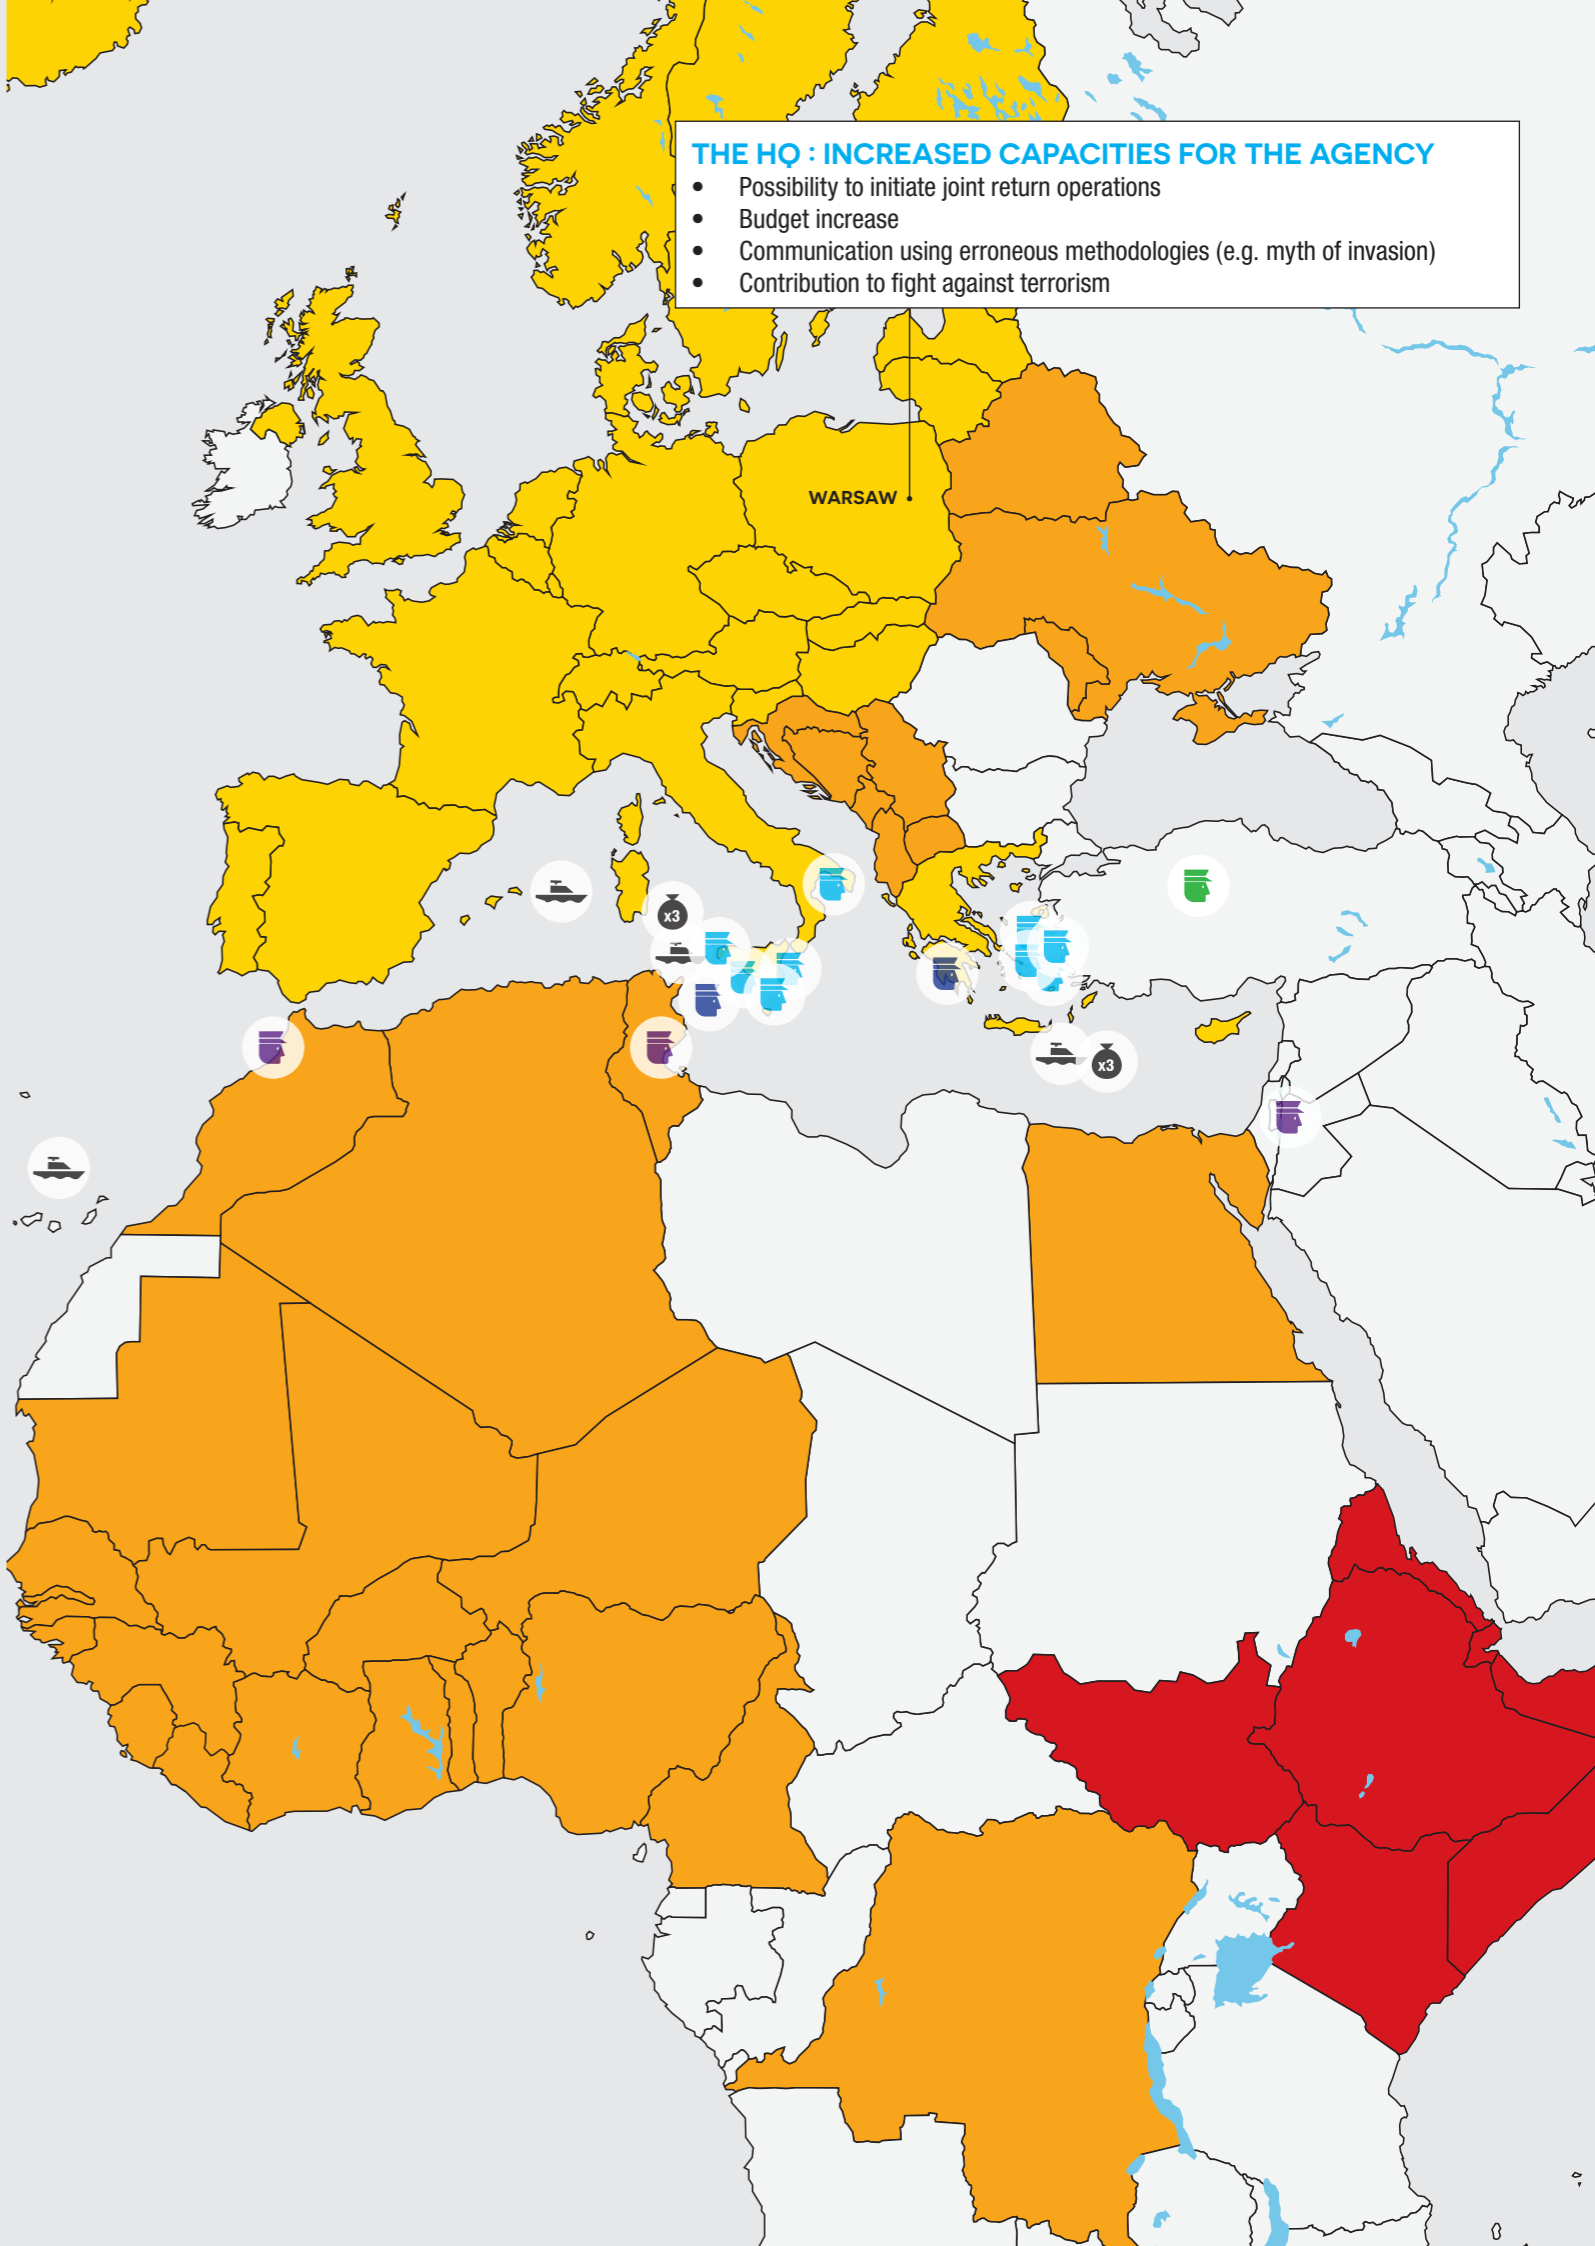 THE HQ : INCREASED CAPACITIES FOR THE AGENCY
• Possibility to initiate joint return operations
• Budget increase
• Communication using erroneous methodologies (e.g. myth of invasion)
• Contribution to fight against terrorism
WARSAW
x3
x3